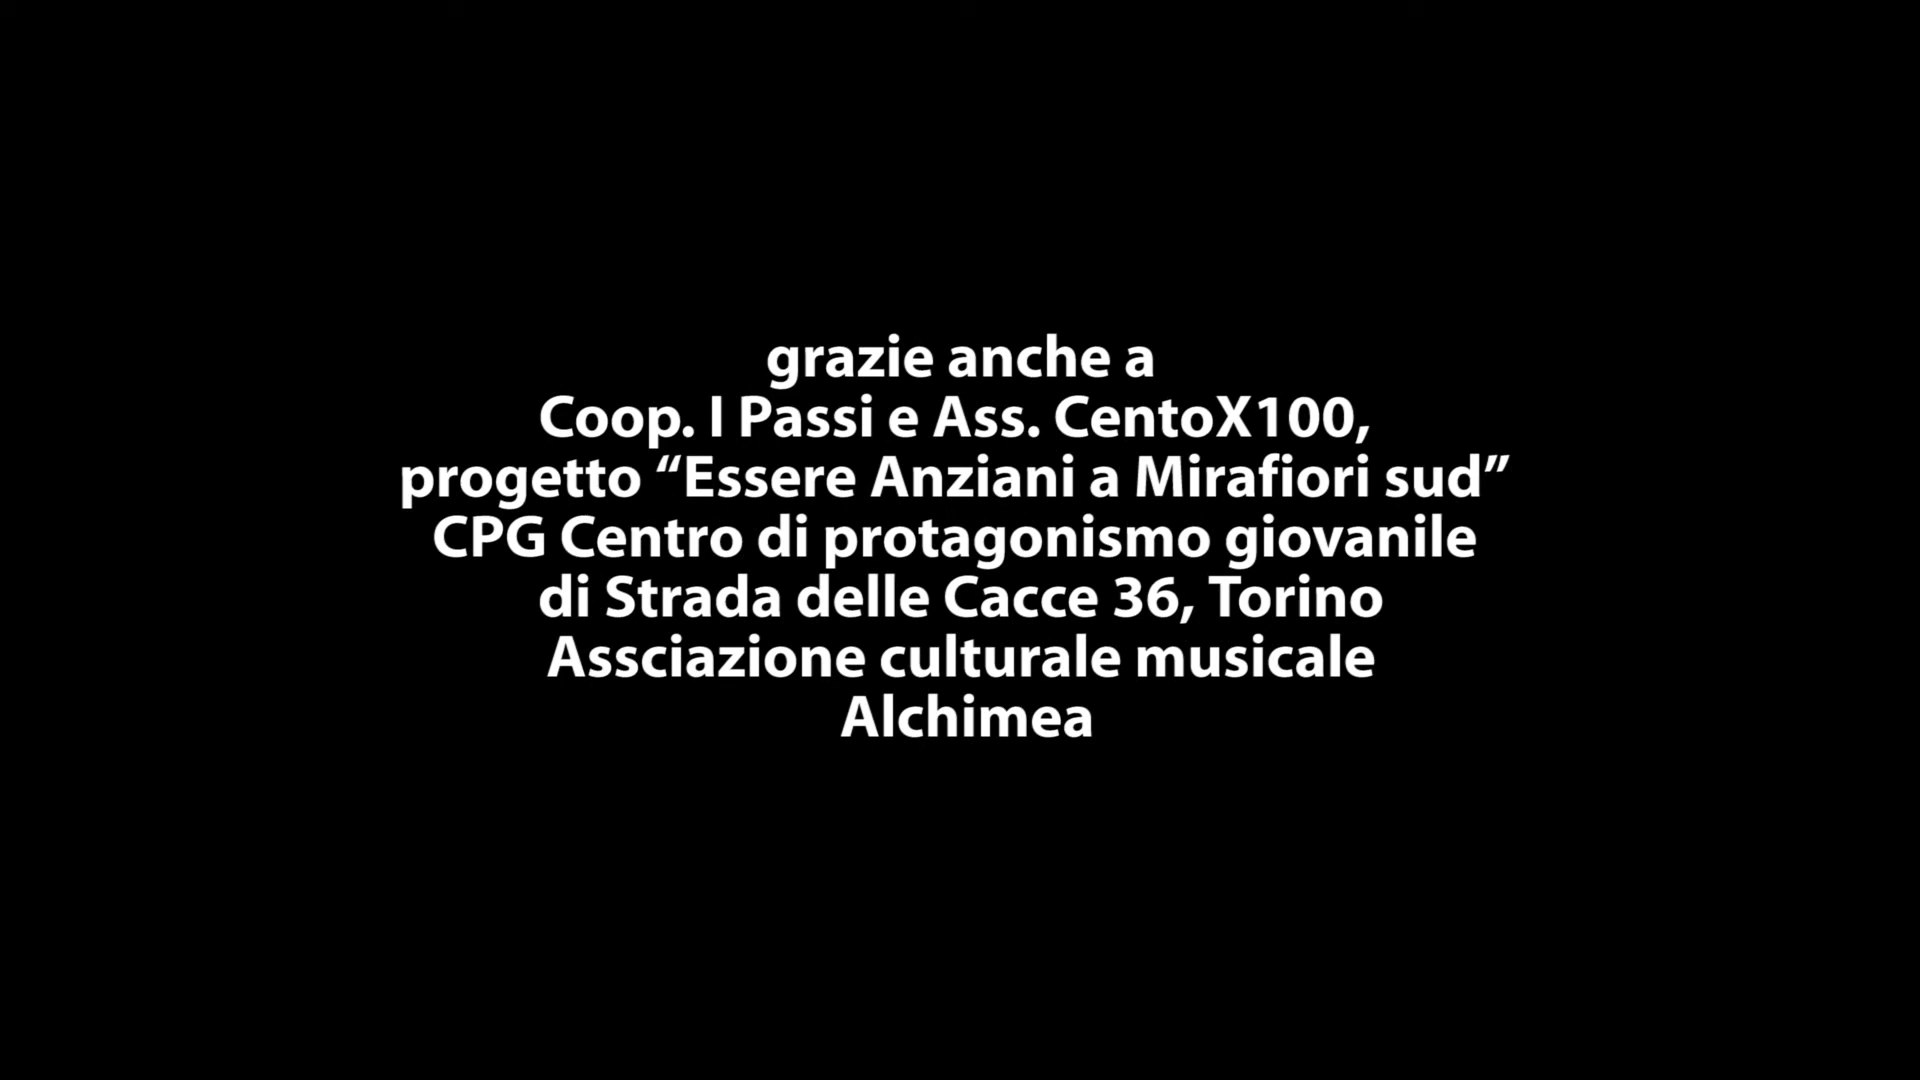 grazie anche a
Coop. I Passi e Ass. CentoX100,
progetto “Essere Anziani a Mirafiori sud”
CPG Centro di protagonismo giovanile
di Strada delle Cacce 36, Torino
Assciazione culturale musicale
Alchimea